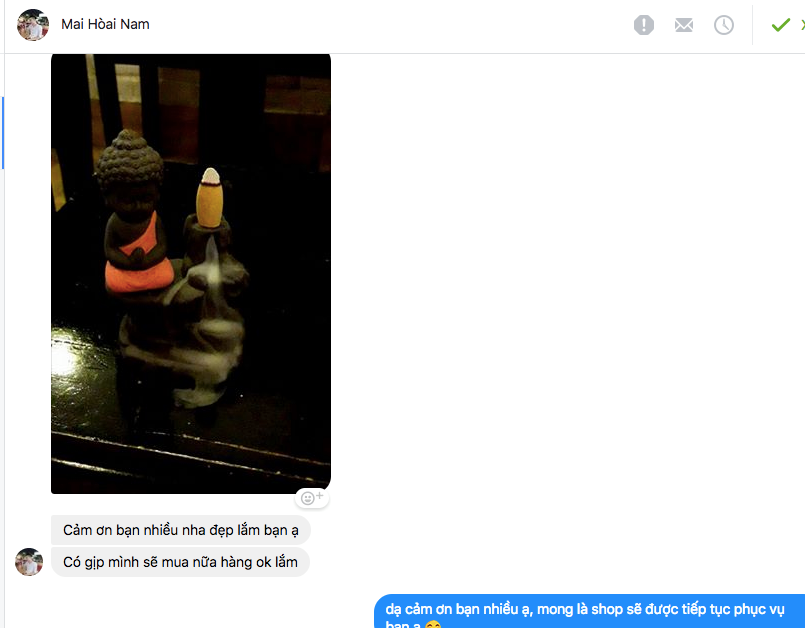 Mai Hòai Nam
Cảm ơn bạn nhiều nha đẹp lắm bạn ạ
Có gịp mình sẽ mua nữa hàng ok lắm
dạ cảm ơn bạn nhiều ạ, mong là shop sẽ được tiếp tục phục vụ
bạn ạ 😊